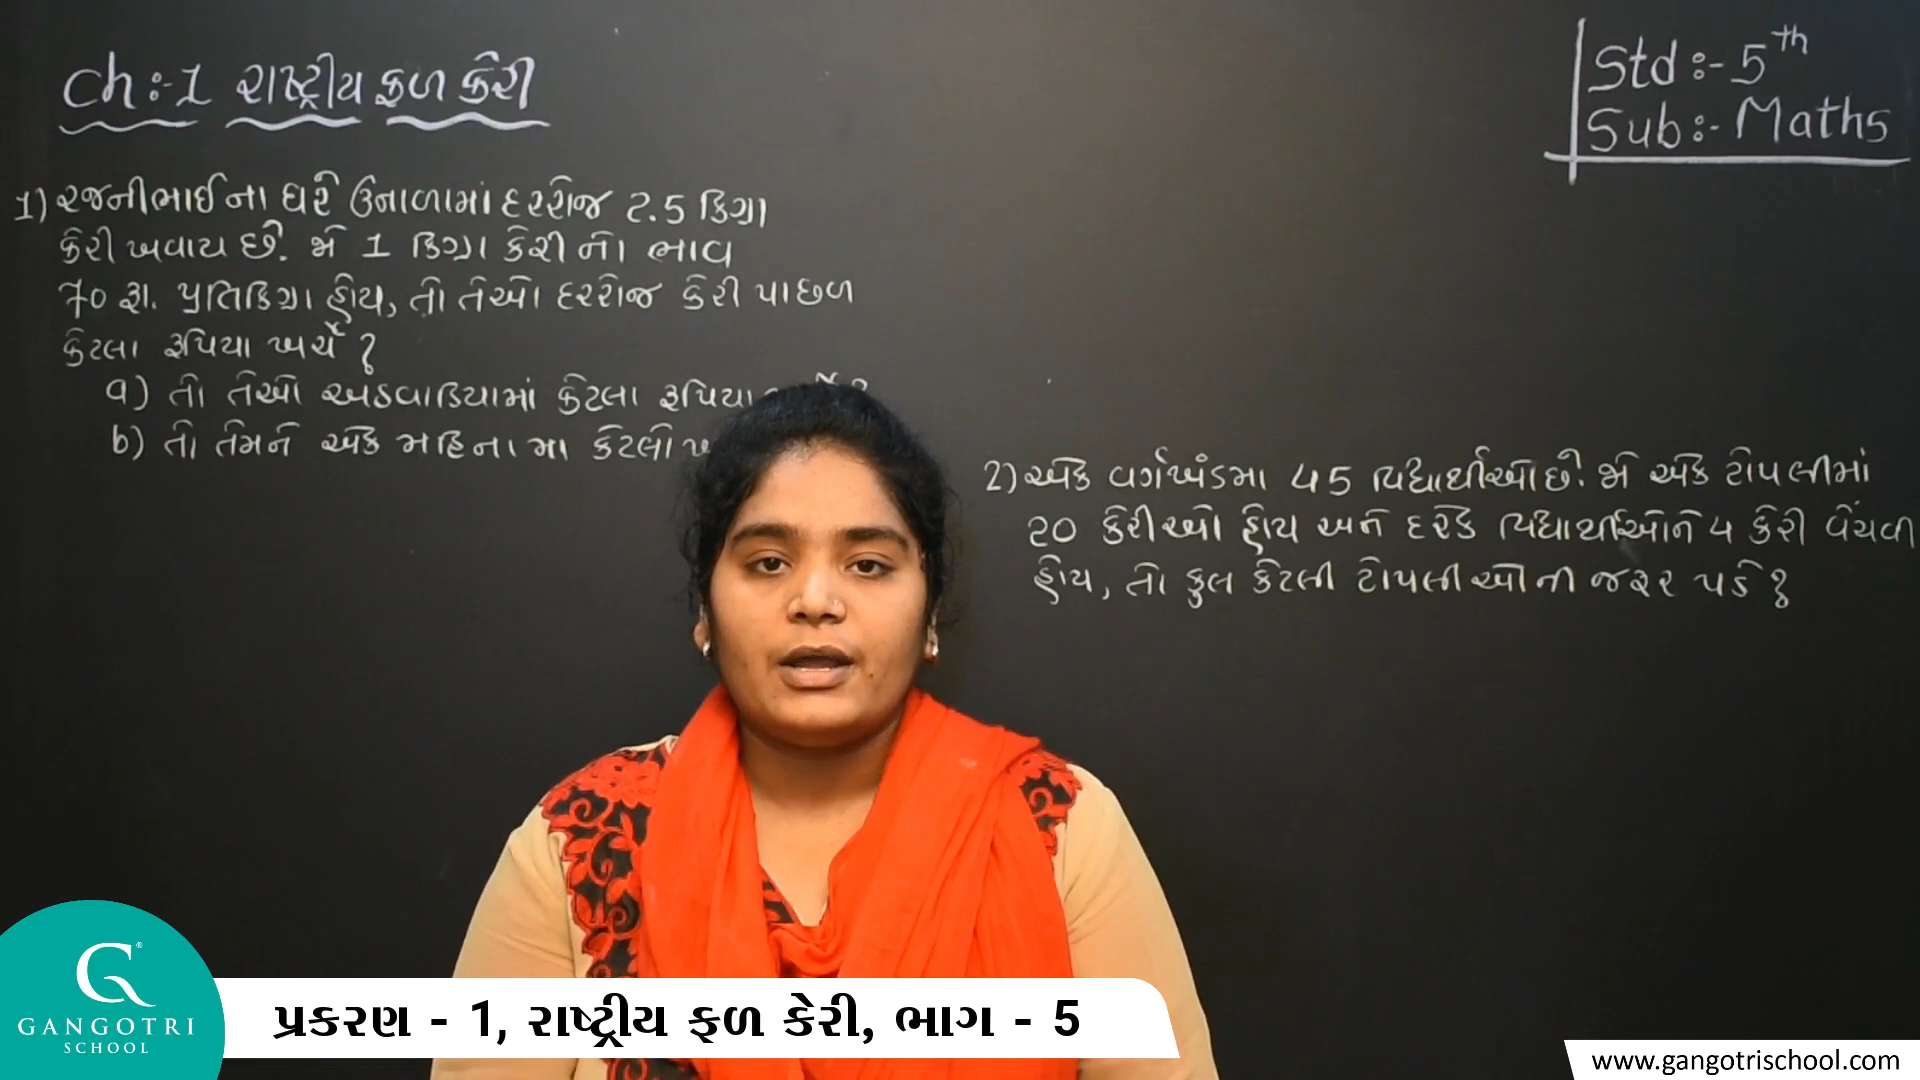 ch:-1 રાષ્ટ્રીય ફળ કેરી
Std :- 5th
Sub :- Maths
1) રજનીભાઈના ઘરે ઉનાળામાં દરરોજ 2.5 કિગ્રા
કેરી ખવાય છે. જો 1 કિગ્રા કેરીનો ભાવ
70 રૂા. પ્રતિકિગ્રા હોય, તો તેઓ દરરોજ કેરી પાછળ
કેટલા રૂપિયા ખર્ચે ?
a) તો તેઓ અઠવાડિયામાં કેટલા રૂપિયા
b) તો તેમને એક મહિનામા કેટલો
2) એક વર્ગખંડમા 45 વિદ્યાર્થીઓ છે. જો એક ટોપલીમાં
20 કેરીઓ હોય અને દરેક વિદ્યાર્થીઓને 4 કેરી વેંચવી
હોય, તો કુલ કેટલી ટોપલીઓની જરૂર પડે ?
G®
GANGOTRI
SCHOOL
પ્રકરણ - 1, રાષ્ટ્રીય ફળ કેરી, ભાગ - 5
www.gangotrischool.com